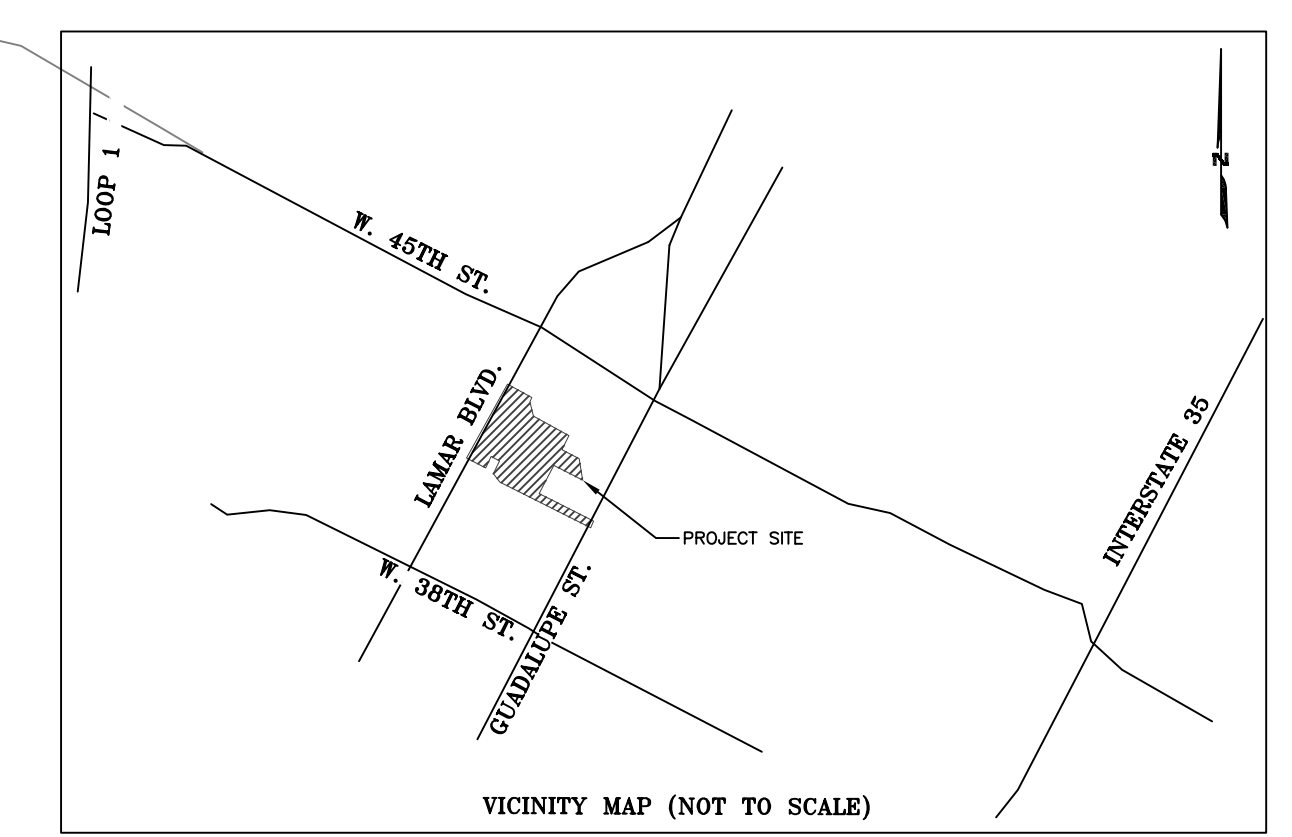 N
LOOP 1
W. 45TH ST.
LAMAR BLVD.
INTERSTATE 35
PROJECT SITE
W. 38TH ST.
GUADALUPE ST.
VICINITY MAP (NOT TO SCALE)